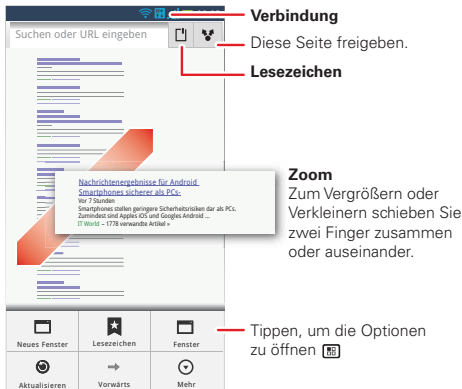 Verbindung
Suchen oder URL eingeben
Diese Seite freigeben.
Lesezeichen
Nachrichtenergebnisse für Android
Smartphones sicherer als PCs-
Vor 7 Stunden
Smartphones stellen geringere Sicherheitsrisiken dar als PCs.
Zumindest sind Apples iOS und Googles Android ...
IT World – 1778 verwandte Artikel »
Zoom
Zum Vergrößern oder
Verkleinern schieben Sie
zwei Finger zusammen
oder auseinander.
Neues Fenster
Lesezeichen
Fenster
Tippen, um die Optionen
zu öffnen
Aktualisieren
Vorwärts
Mehr